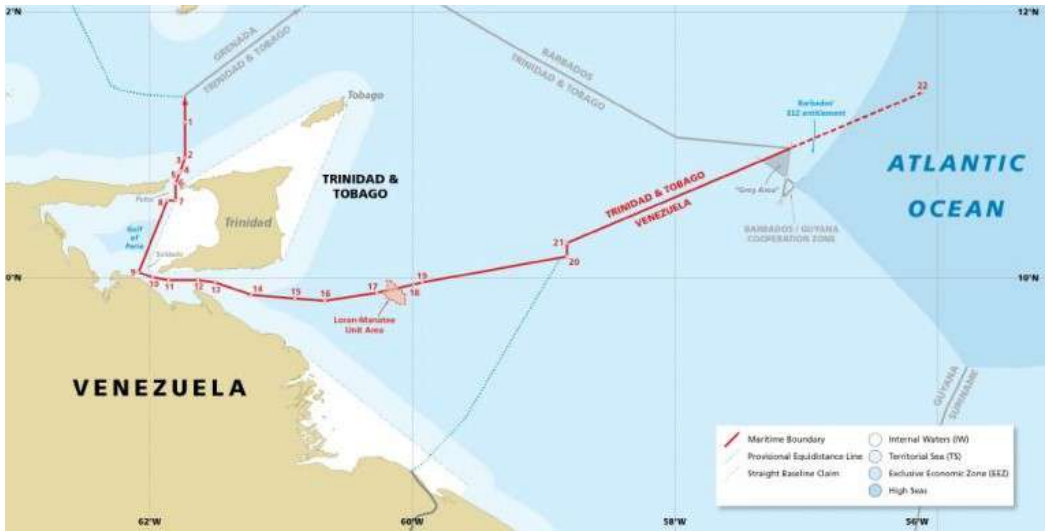 2°N
12°N
GRENADA
TRINIDAD & TOBAGO
BARBADOS
TRINIDAD & TOBAGO
22
Tobago
Barbados'
EEZ entitlement
1
2
3
4
5
6
ATLANTIC
OCEAN
TRINIDAD &
TOBAGO
TRINIDAD & TOBAGO
VENEZUELA
"Grey Area"
Patos
8
7
Trinidad
BARBADOS / GUYANA
COOPERATION ZONE
Gulf
of
Paria
Soldado
21
20
9
0°N
10°N
10
11
12
13
14
15
16
17
18
19
Loran-Manatee
Unit Area
VENEZUELA
GUYANA
SURINAME
Maritime Boundary
Provisional Equidistance Line
Straight Baseline Claim
Internal Waters (IW)
Territorial Sea (TS)
Exclusive Economic Zone (EEZ)
High Seas
62°W
60°W
58°W
56°W